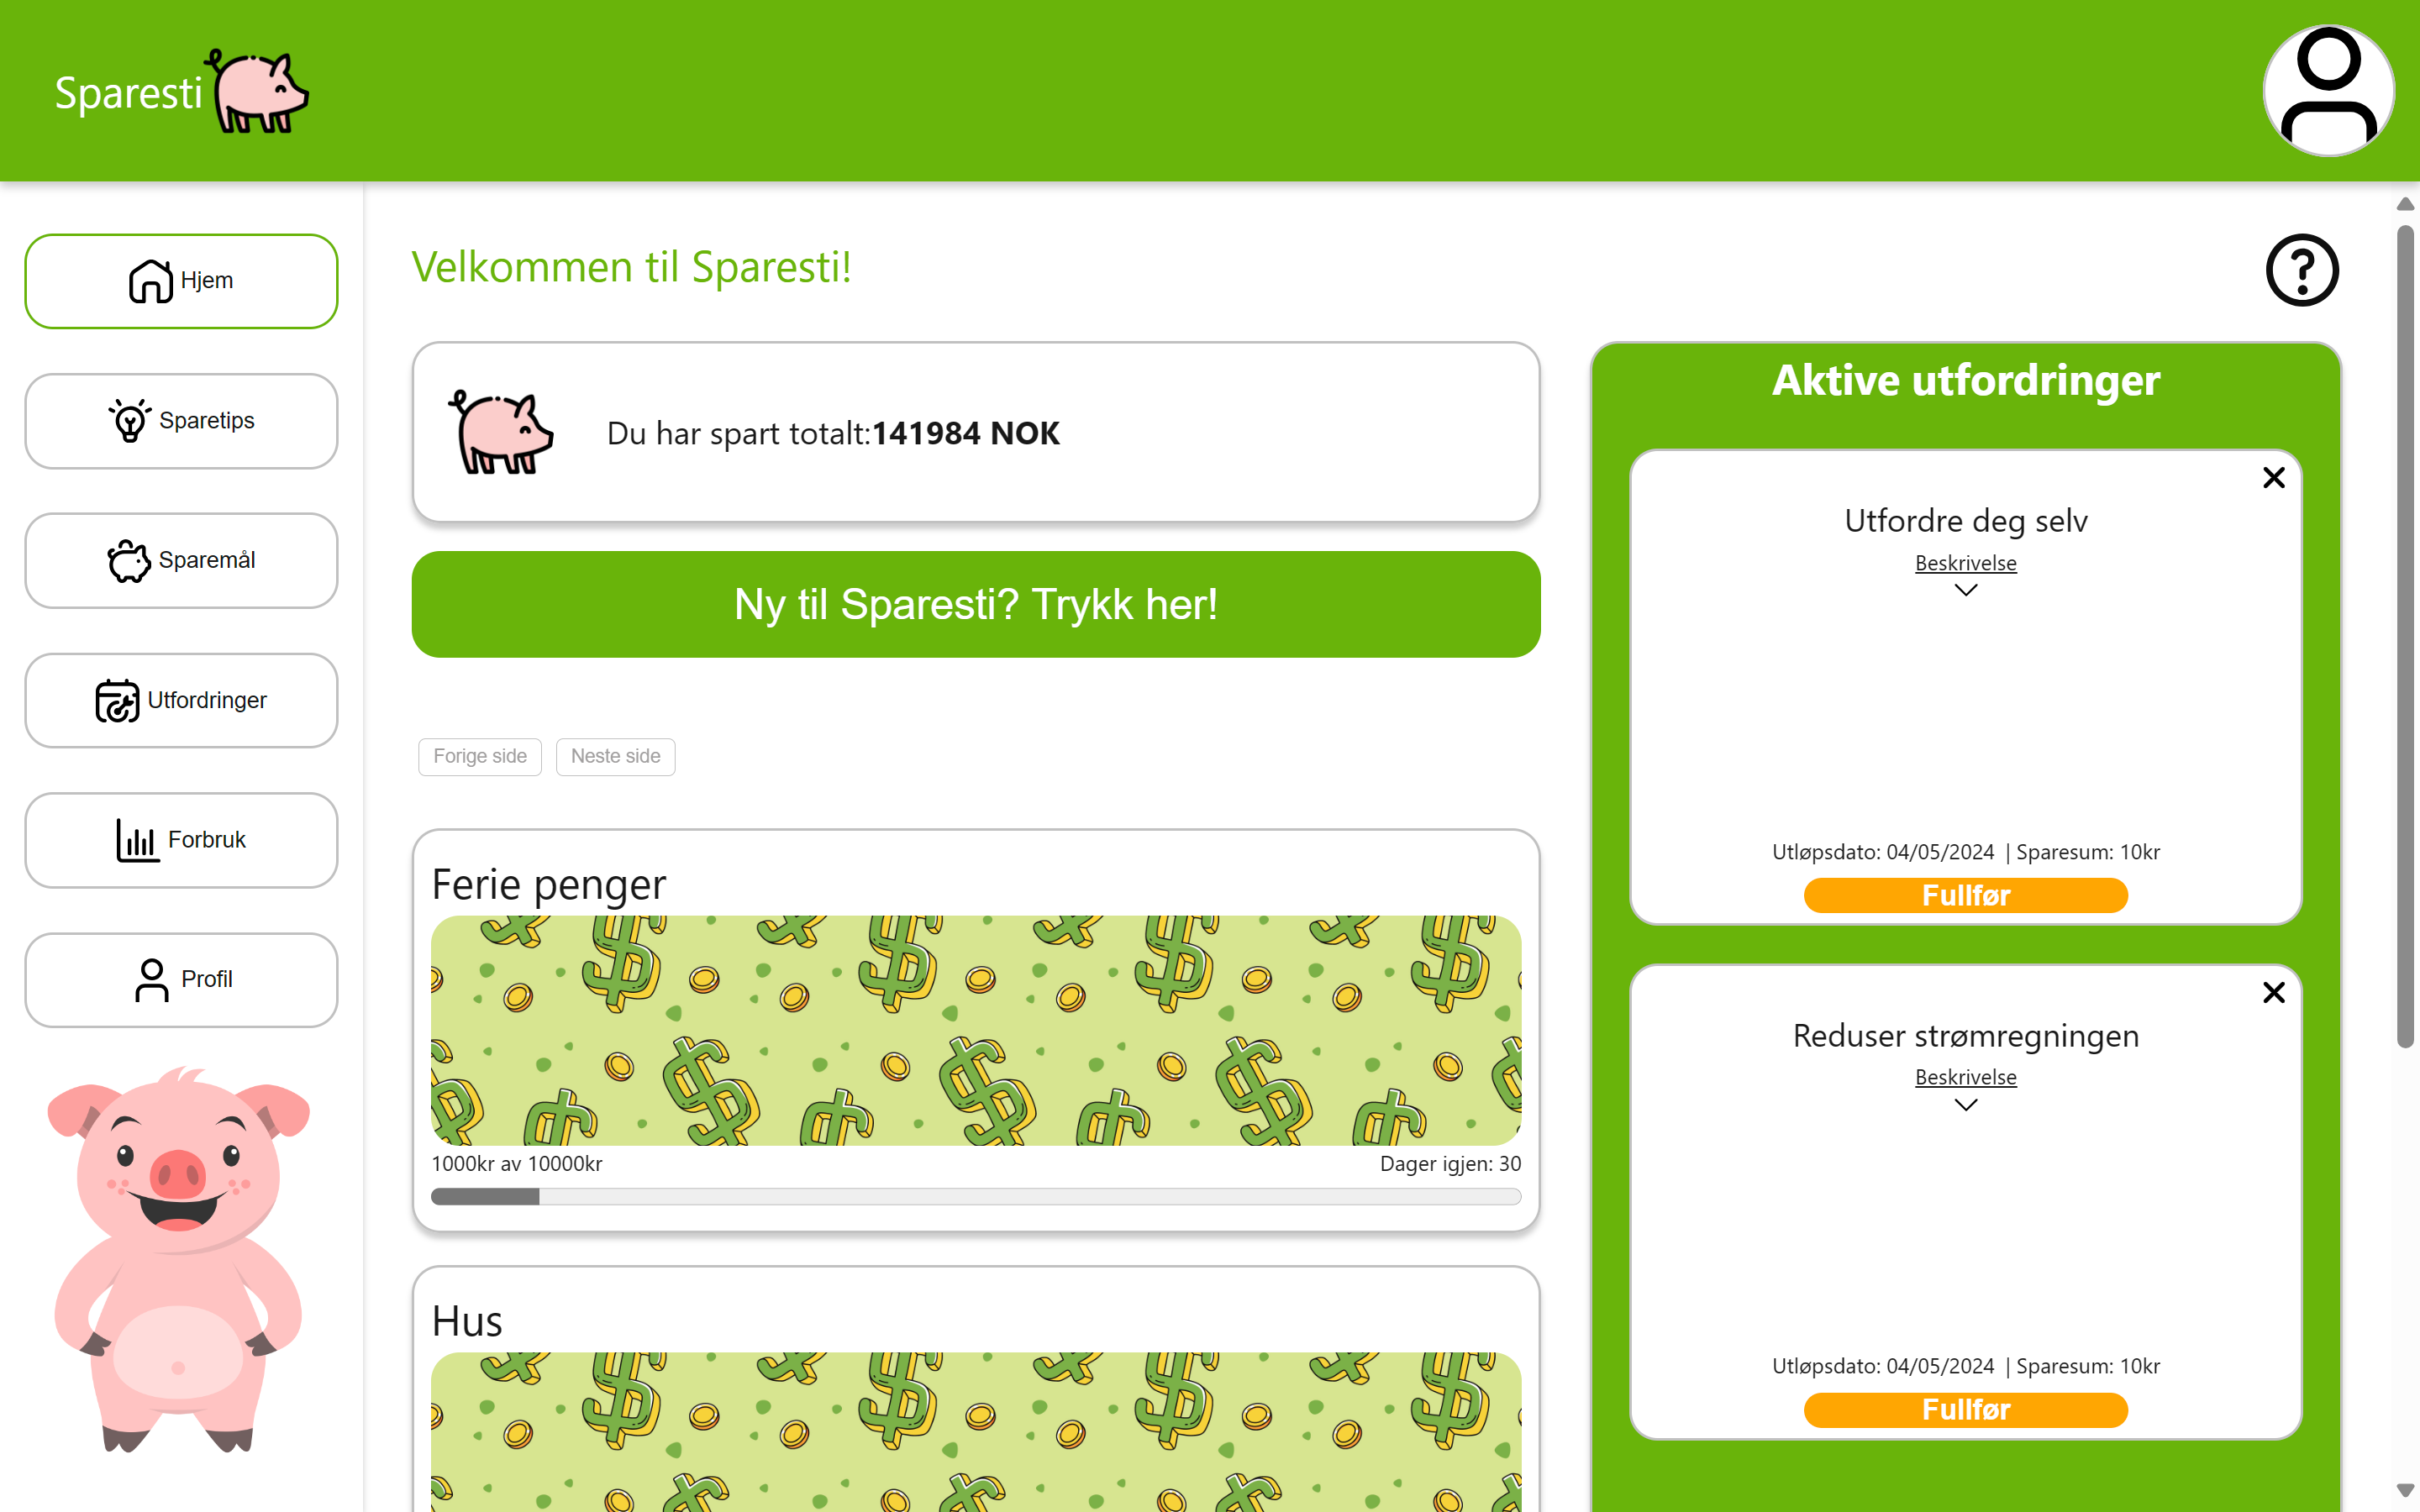 Sparesti
Hjem
Sparetips
Sparemål
Utfordringer
Forbruk
Profil
Velkommen til Sparesti!
Du har spart totalt:141984 NOK
Ny til Sparesti? Trykk her!
Forige side
Neste side
Ferie penger
1000kr av 10000kr
Dager igjen: 30
Hus
Aktive utfordringer
Utfordre deg selv
Beskrivelse
Utløpsdato: 04/05/2024 | Sparesum: 10kr
Fullfør
Reduser strømregningen
Beskrivelse
Utløpsdato: 04/05/2024 | Sparesum: 10kr
Fullfør